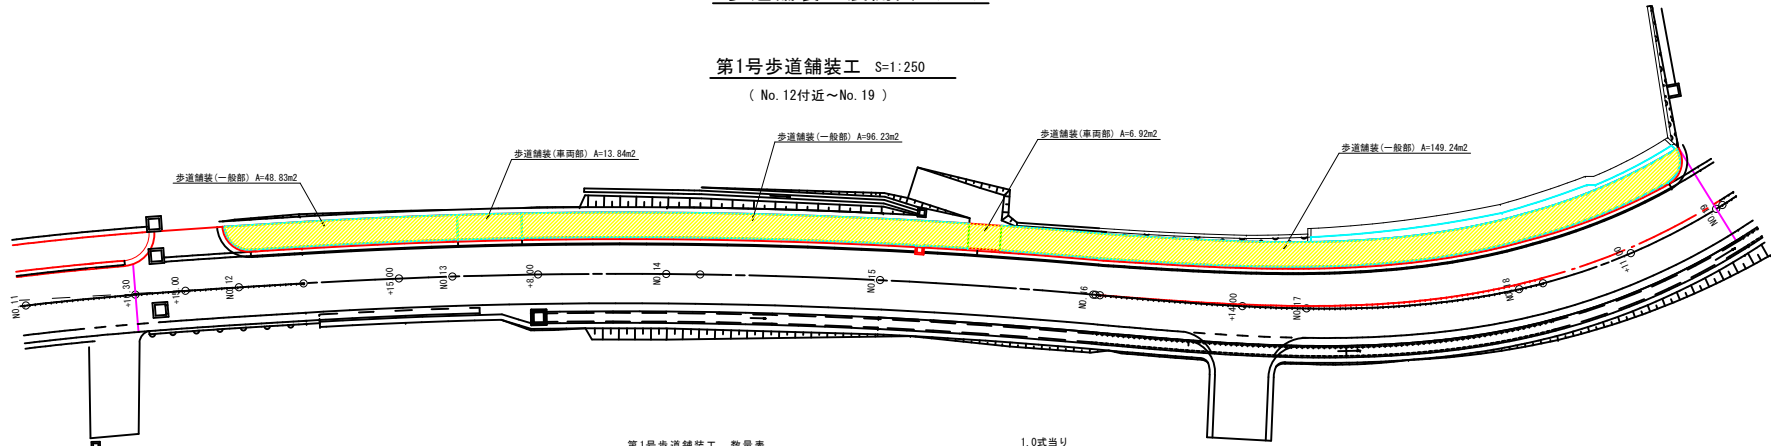 第1号歩道舗装工 S=1:250
( No.12付近～No.19 )
歩道舗装(一般部) A=48.83m2
歩道舗装(車両部) A=13.84m2
歩道舗装(一般部) A=96.23m2
歩道舗装(車両部) A=6.92m2
歩道舗装(一般部) A=149.24m2
NO.11
+15.00
NO.12
+15.00
NO.13
+8.00
NO.14
NO.15
NO.16
+14.00
NO.17
NO.18
NO.19
第1号歩道舗装工 数量表
1.0式当り